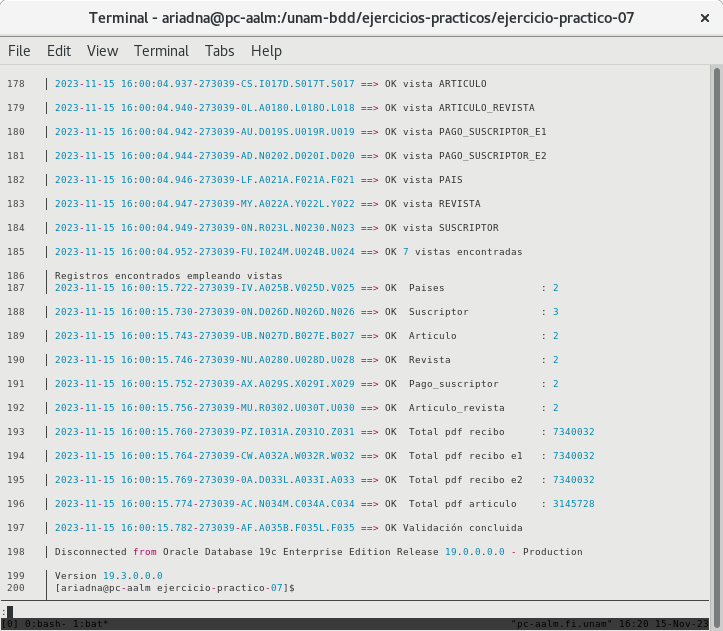 Terminal - ariadna@pc-aalm:/unam-bdd/ejercicios-practicos/ejercicio-practico-07
File Edit View Terminal Tabs Help
178 │ 2023-11-15 16:00:04.937-273039-CS.I017D.S017T.S017 ==> OK vista ARTICULO
179 │ 2023-11-15 16:00:04.940-273039-0L.A0180.L018O.L018 ==> OK vista ARTICULO_REVISTA
180 │ 2023-11-15 16:00:04.942-273039-AU.D019S.U019R.U019 ==> OK vista PAGO_SUSCRIPTOR_E1
181 │ 2023-11-15 16:00:04.944-273039-AD.N0202.D020I.D020 ==> OK vista PAGO_SUSCRIPTOR_E2
182 │ 2023-11-15 16:00:04.946-273039-LF.A021A.F021A.F021 ==> OK vista PAIS
183 │ 2023-11-15 16:00:04.947-273039-MY.A022A.Y022L.Y022 ==> OK vista REVISTA
184 │ 2023-11-15 16:00:04.949-273039-0N.R023L.N0230.N023 ==> OK vista SUSCRIPTOR
185 │ 2023-11-15 16:00:04.952-273039-FU.I024M.U024B.U024 ==> OK 7 vistas encontradas
186 │ Registros encontrados empleando vistas
187 │ 2023-11-15 16:00:15.722-273039-IV.A025B.V025D.V025 ==> OK Paises : 2
188 │ 2023-11-15 16:00:15.730-273039-0N.D026D.N026D.N026 ==> OK Suscriptor : 3
189 │ 2023-11-15 16:00:15.743-273039-UB.N027D.B027E.B027 ==> OK Articulo : 2
190 │ 2023-11-15 16:00:15.746-273039-NU.A0280.U028D.U028 ==> OK Revista : 2
191 │ 2023-11-15 16:00:15.752-273039-AX.A029S.X029I.X029 ==> OK Pago_suscriptor : 2
192 │ 2023-11-15 16:00:15.756-273039-MU.R0302.U030T.U030 ==> OK Articulo_revista : 2
193 │ 2023-11-15 16:00:15.760-273039-PZ.I031A.Z031O.Z031 ==> OK Total pdf recibo : 7340032
194 │ 2023-11-15 16:00:15.764-273039-CW.A032A.W032R.W032 ==> OK Total pdf recibo e1 : 7340032
195 │ 2023-11-15 16:00:15.769-273039-0A.D033L.A033I.A033 ==> OK Total pdf recibo e2 : 7340032
196 │ 2023-11-15 16:00:15.774-273039-AC.N034M.C034A.C034 ==> OK Total pdf articulo : 3145728
197 │ 2023-11-15 16:00:15.782-273039-AF.A035B.F035L.F035 ==> OK Validación concluida
198 │ Disconnected from Oracle Database 19c Enterprise Edition Release 19.0.0.0.0 - Production
199 │ Version 19.3.0.0.0
200 │ [ariadna@pc-aalm ejercicio-practico-07]$
:
[0] 0:bash- 1:bat* "pc-aalm.fi.unam" 16:20 15-Nov-23